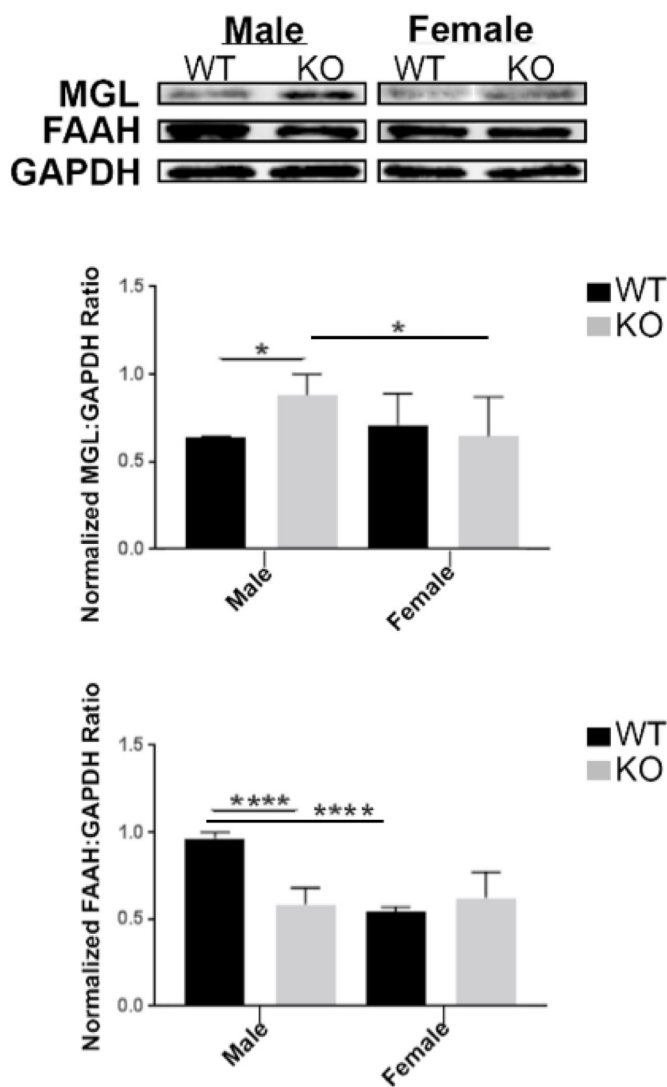 Male Female
WT KO WT KO
MGL
FAAH
GAPDH
Normalized MGL:GAPDH Ratio
1.5
1.0
0.5
0.0
*
*
Male
Female
WT
KO
Normalized FAAH:GAPDH Ratio
1.5
1.0
0.5
0.0
****
****
Male
Female
WT
KO